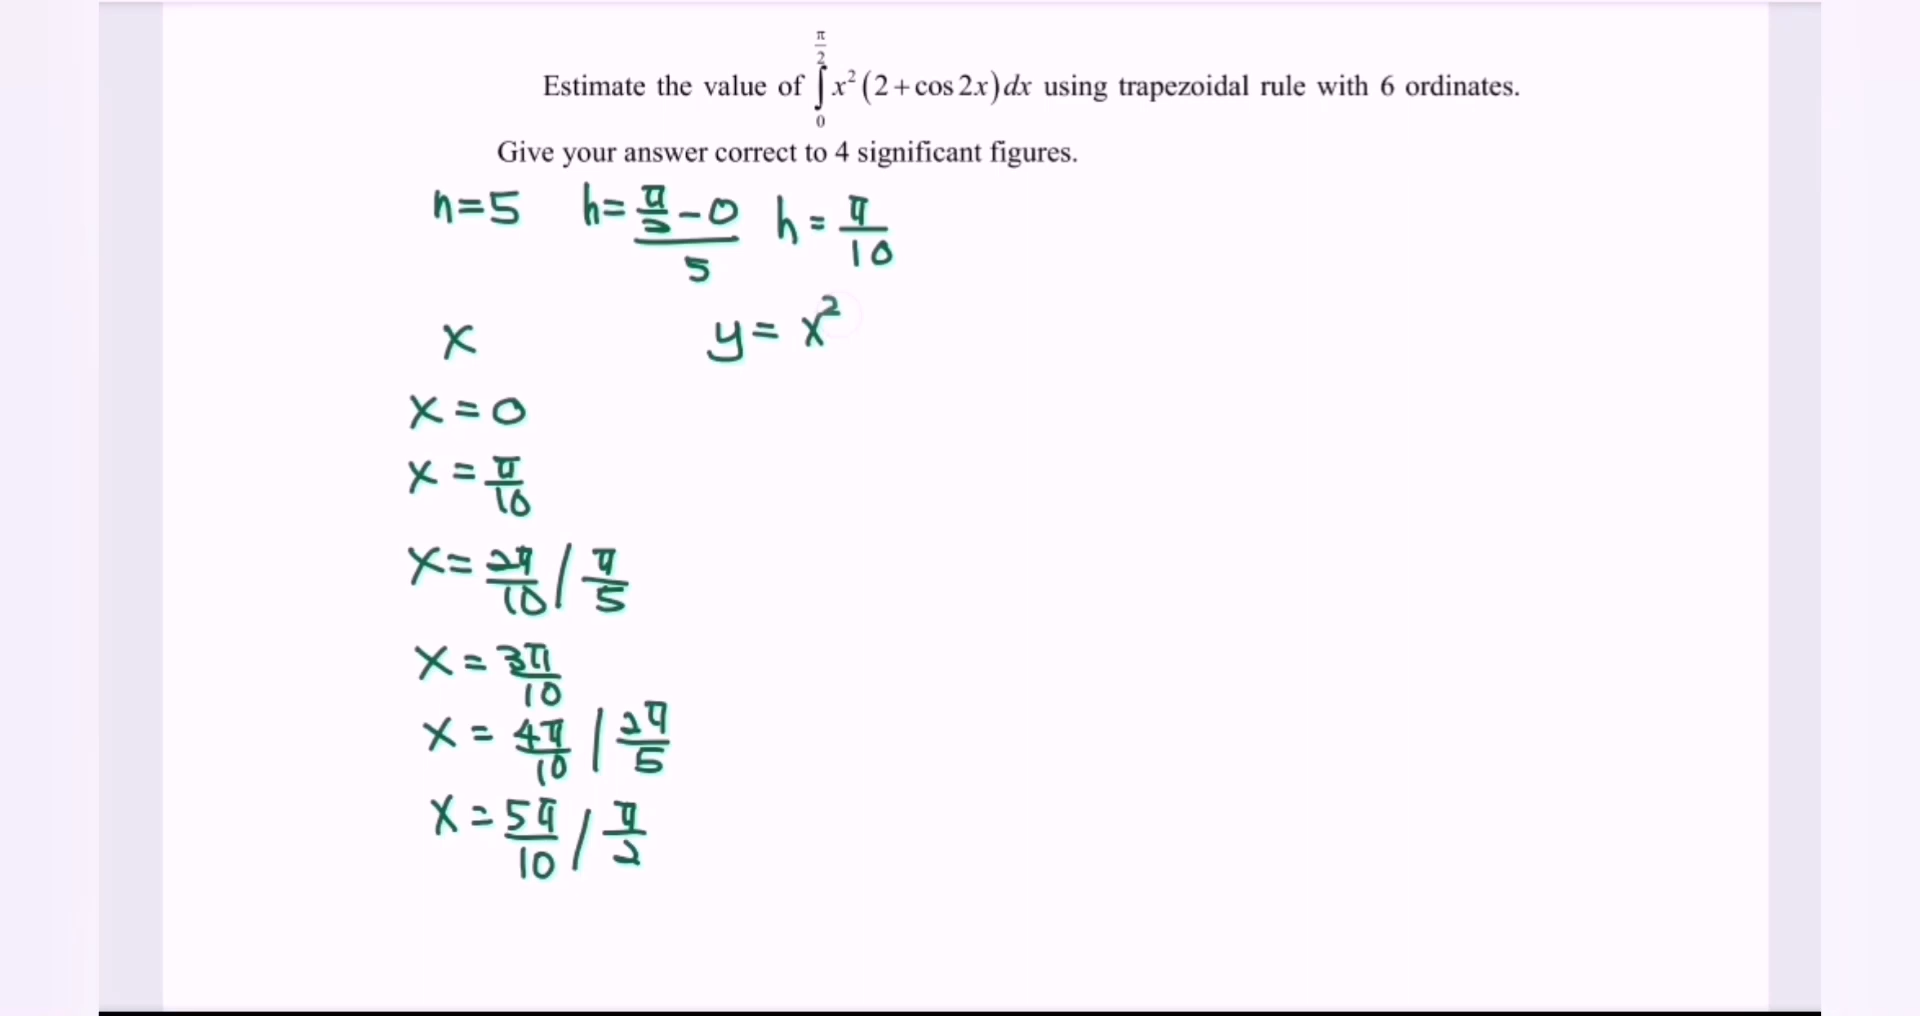 Estimate the value of ∫₀^(π/2) x²(2+cos2x)dx using trapezoidal rule with 6 ordinates.
Give your answer correct to 4 significant figures.
n=5 h=(π/2-0)/5 h=π/10
x y=x²
x=0
x=π/10
x=2π/10 / π/5
x=3π/10
x=4π/10 / 2π/5
x=5π/10 / π/2